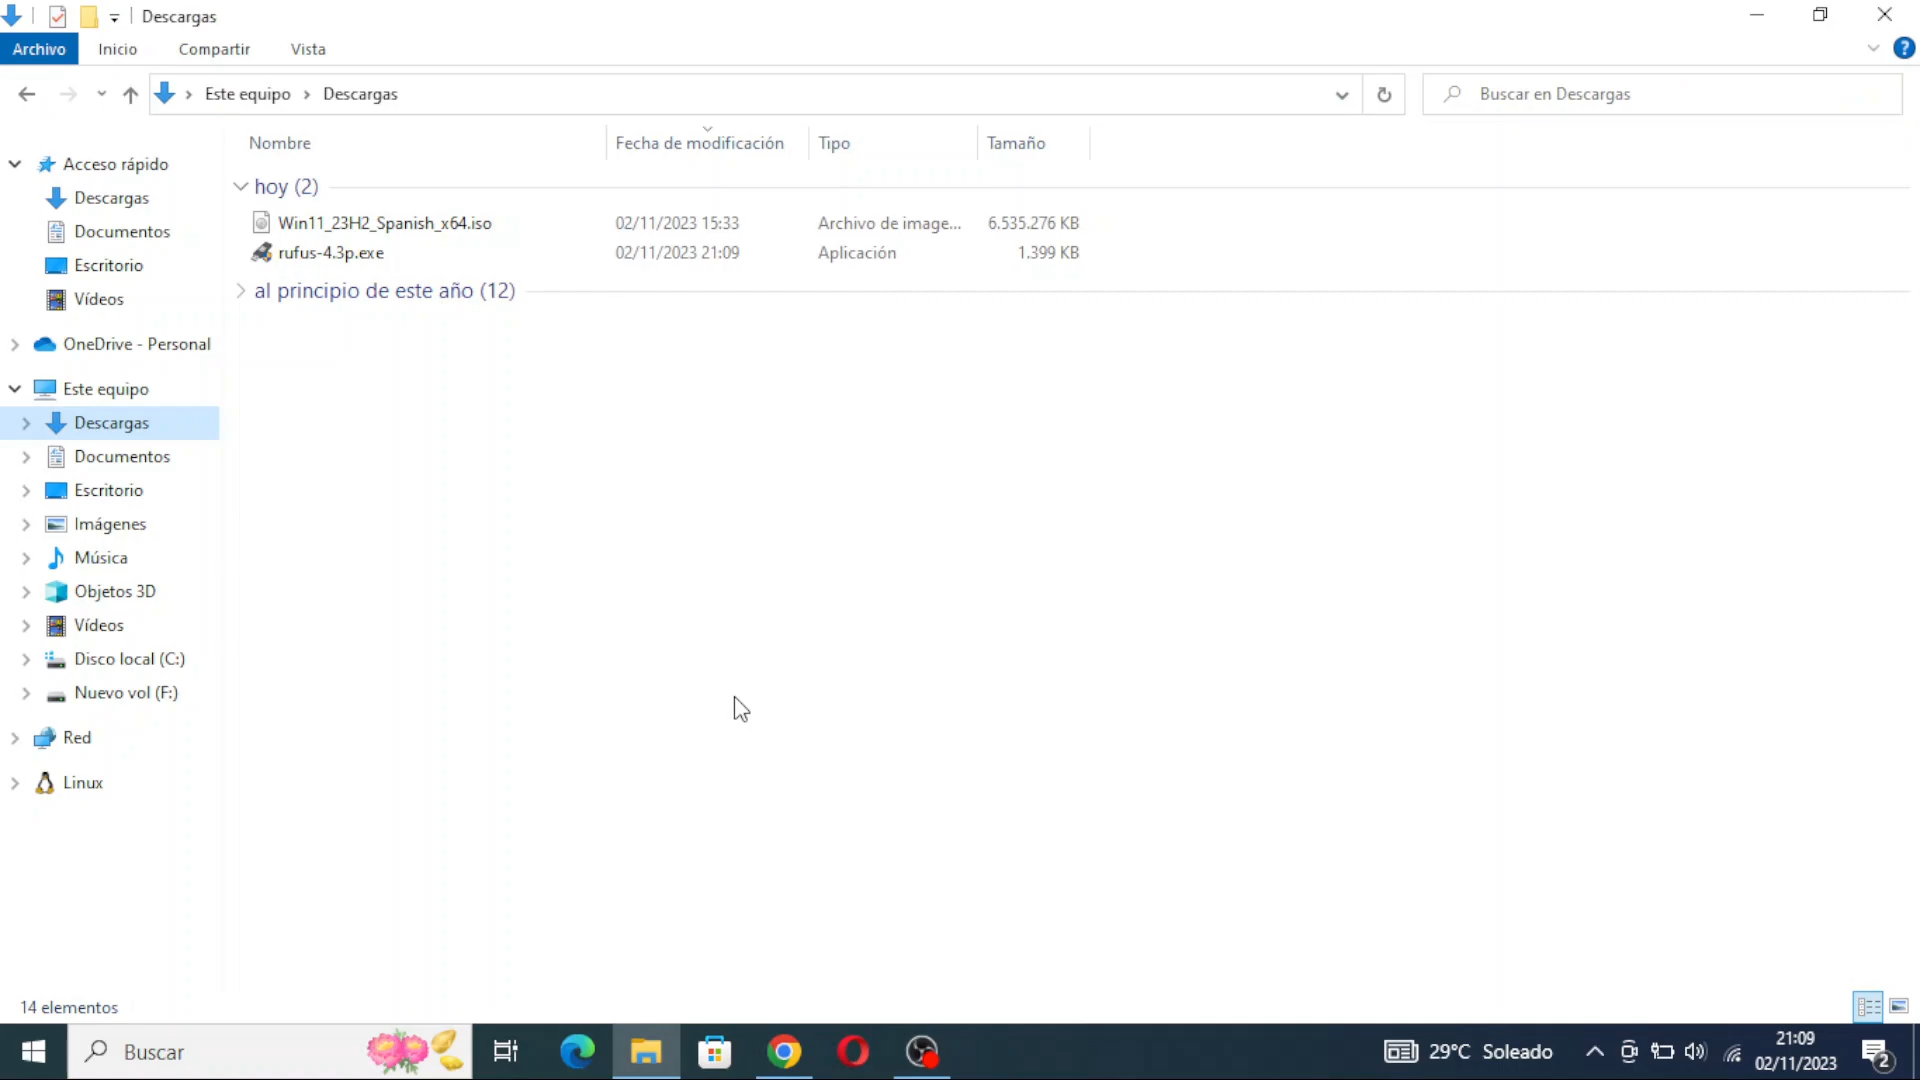 Descargas
Archivo Inicio Compartir Vista ?
Este equipo Descargas Buscar en Descargas
Nombre Fecha de modificación Tipo Tamaño
hoy (2)
Win11_23H2_Spanish_x64.iso 02/11/2023 15:33 Archivo de image... 6.535.276 KB
rufus-4.3p.exe 02/11/2023 21:09 Aplicación 1.399 KB
al principio de este año (12)
Acceso rápido
Descargas
Documentos
Escritorio
Vídeos
OneDrive - Personal
Este equipo
Descargas
Documentos
Escritorio
Imágenes
Música
Objetos 3D
Vídeos
Disco local (C:)
Nuevo vol (F:)
Red
Linux
14 elementos
Buscar 29°C Soleado 21:09
02/11/2023 2